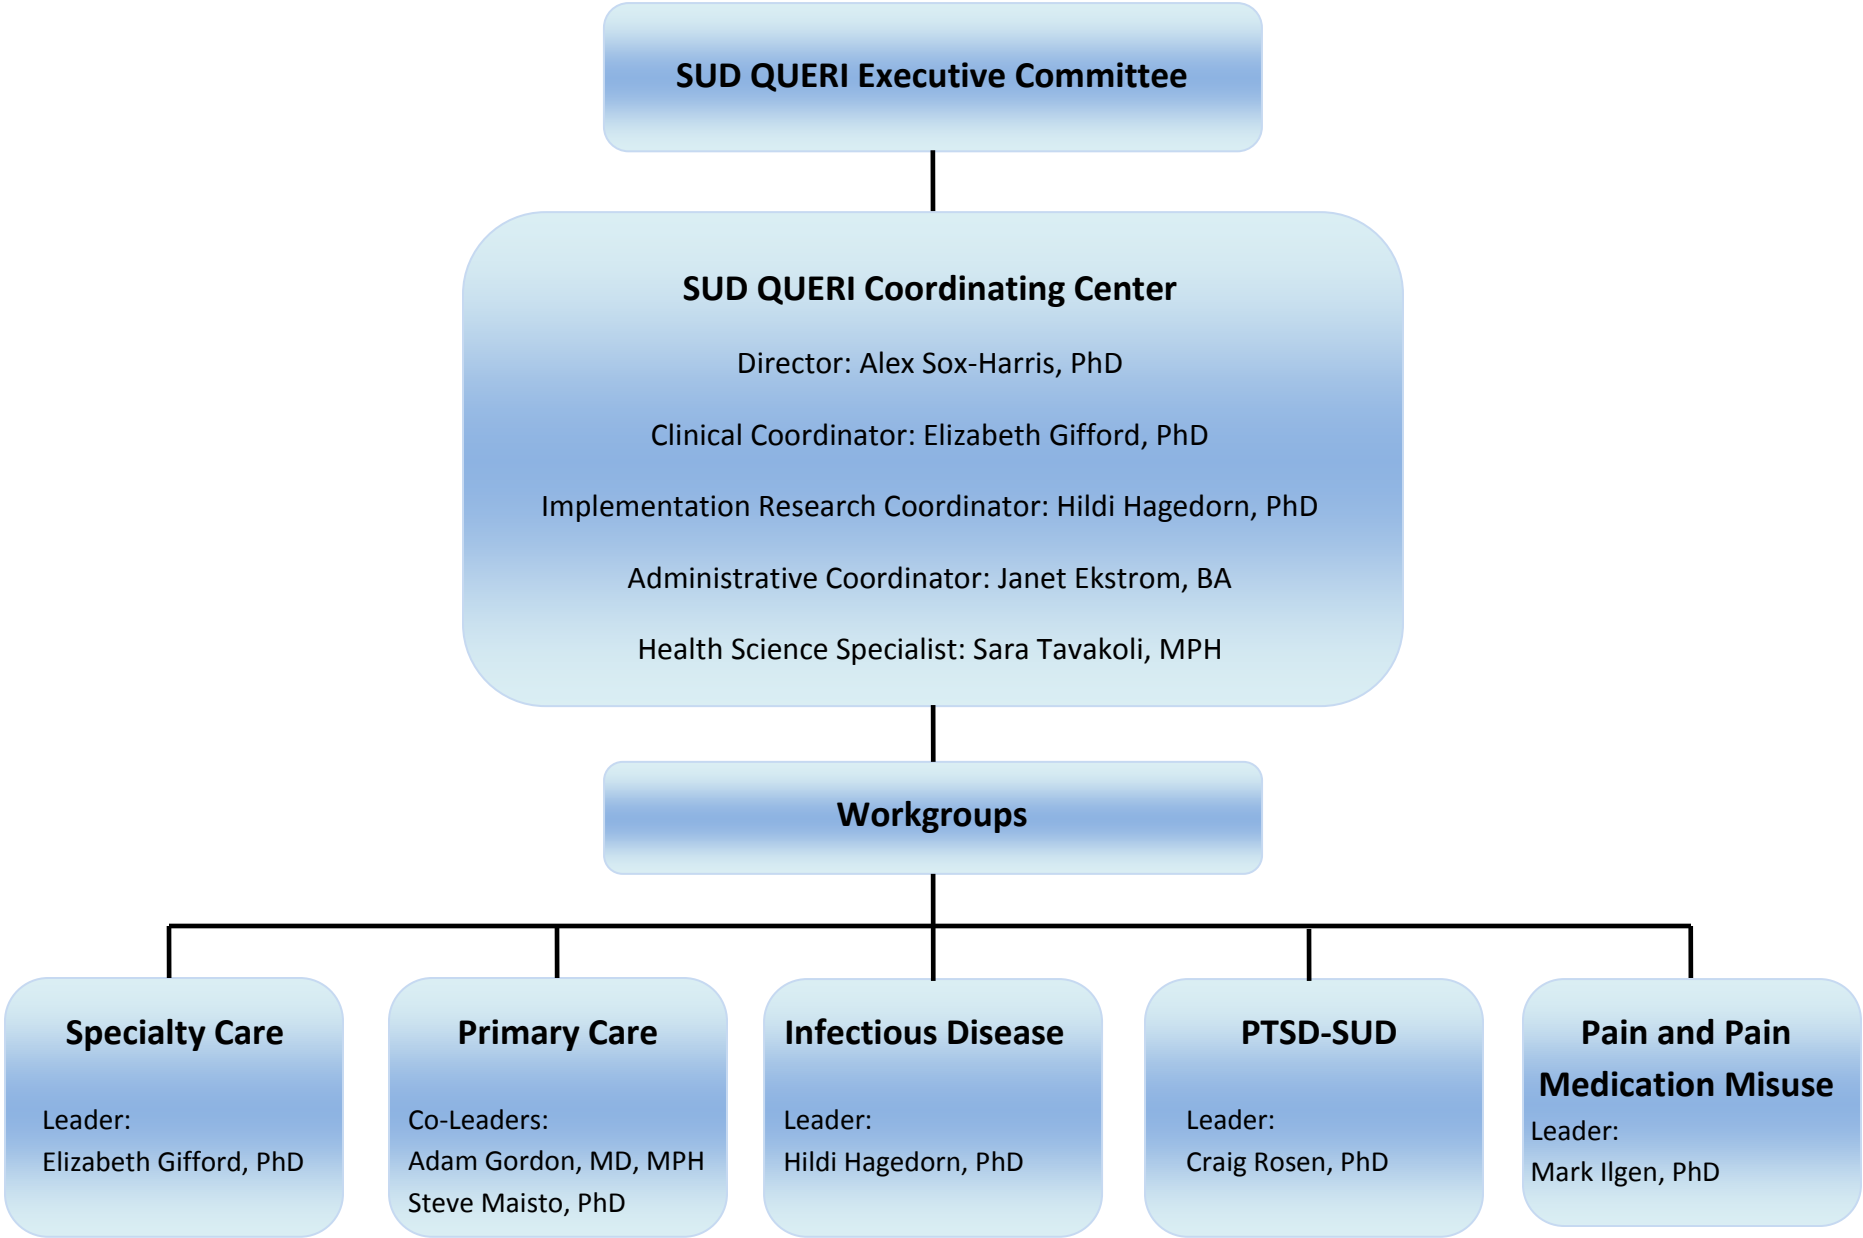 SUD QUERI Executive Committee
SUD QUERI Coordinating Center
Director: Alex Sox-Harris, PhD
Clinical Coordinator: Elizabeth Gifford, PhD
Implementation Research Coordinator: Hildi Hagedorn, PhD
Administrative Coordinator: Janet Ekstrom, BA
Health Science Specialist: Sara Tavakoli, MPH
Workgroups
Specialty Care
Leader:
Elizabeth Gifford, PhD
Primary Care
Co-Leaders:
Adam Gordon, MD, MPH
Steve Maisto, PhD
Infectious Disease
Leader:
Hildi Hagedorn, PhD
PTSD-SUD
Leader:
Craig Rosen, PhD
Pain and Pain
Medication Misuse
Leader:
Mark Ilgen, PhD